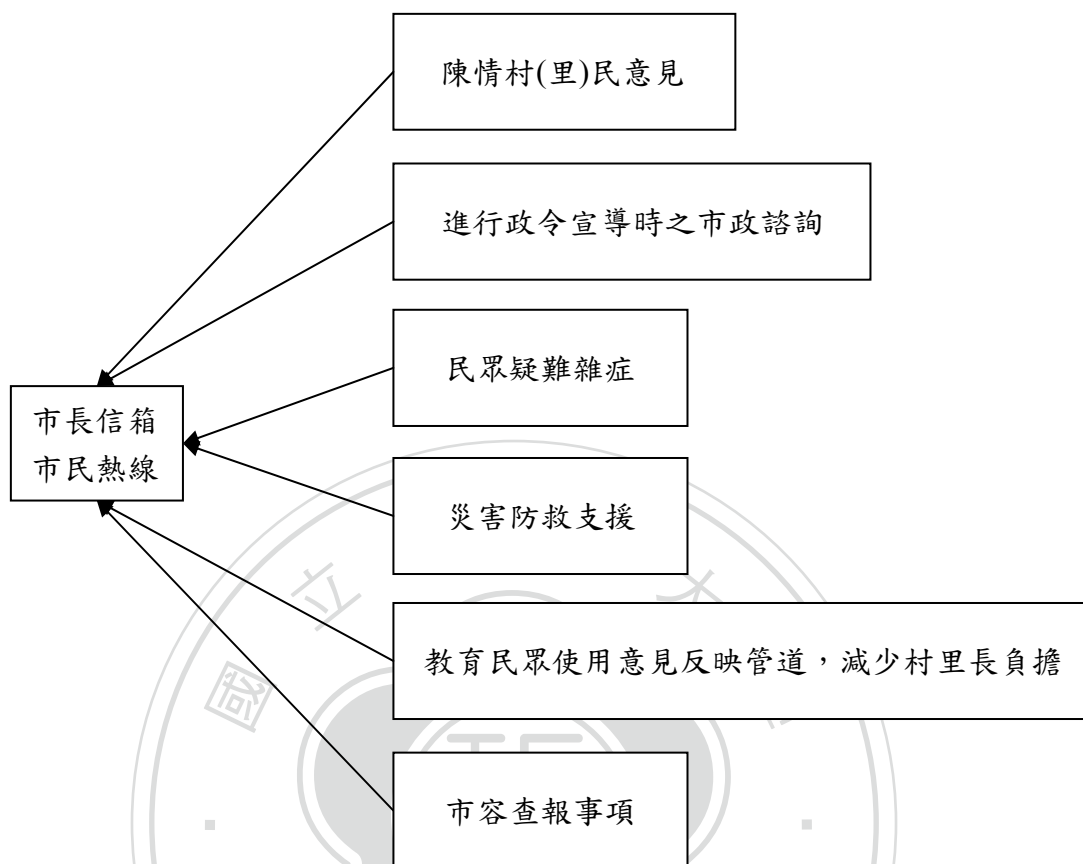 陳情村(里)民意見
進行政令宣導時之市政諮詢
民眾疑難雜症
市長信箱
市民熱線
災害防救支援
教育民眾使用意見反映管道，減少村里長負擔
市容查報事項
國立
大